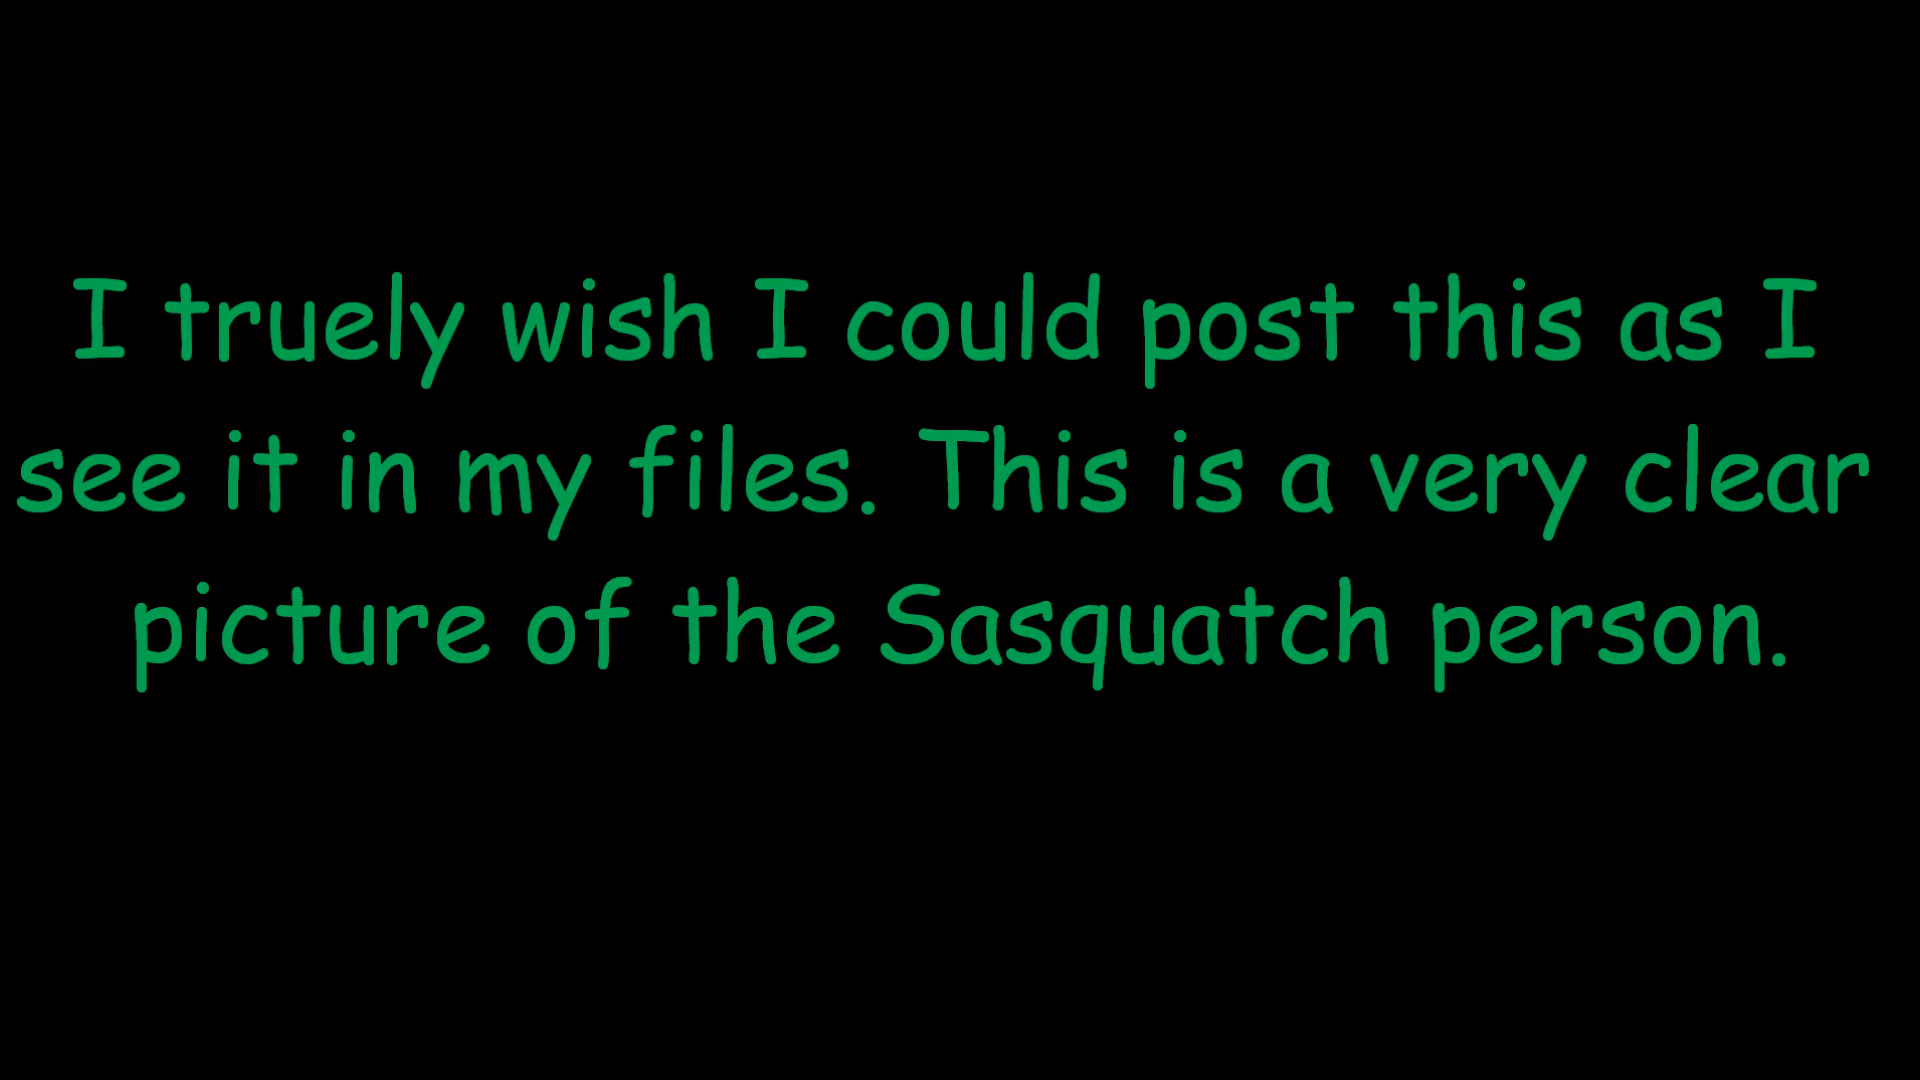 I truely wish I could post this as I
see it in my files. This is a very clear
picture of the Sasquatch person.